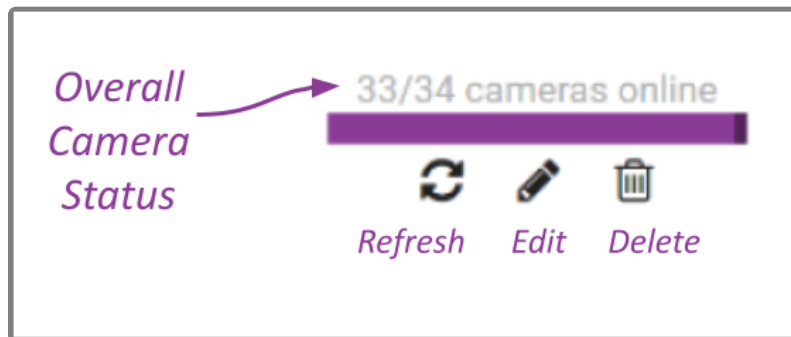 Overall
Camera
Status
33/34 cameras online
Refresh Edit Delete